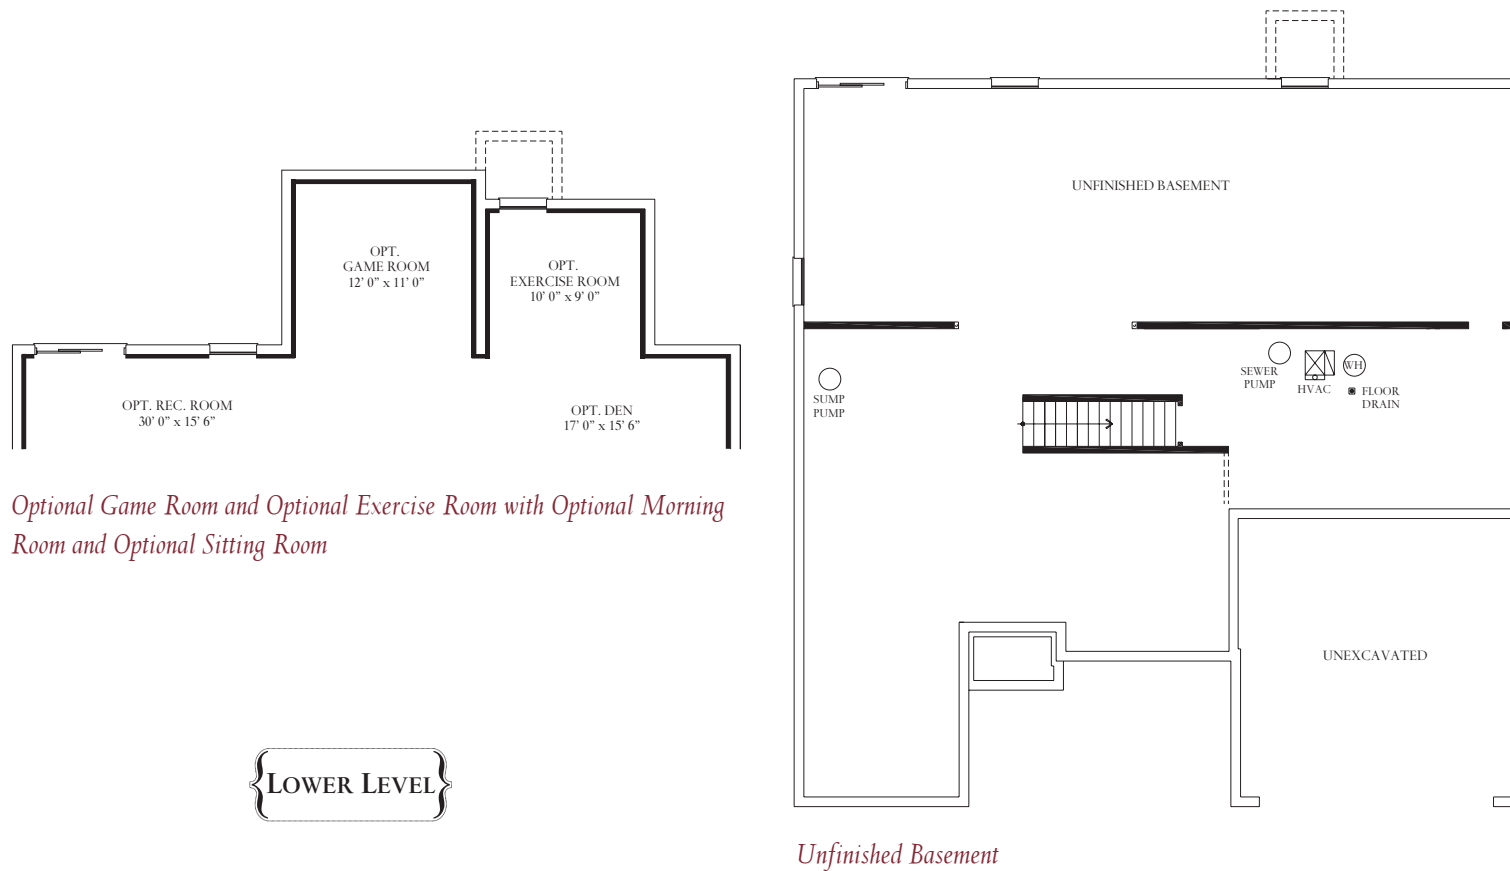 OPT.
GAME ROOM
12' 0" x 11' 0"
OPT.
EXERCISE ROOM
10' 0" x 9' 0"
OPT. REC. ROOM
30' 0" x 15' 6"
OPT. DEN
17' 0" x 15' 6"
Optional Game Room and Optional Exercise Room with Optional Morning
Room and Optional Sitting Room
LOWER LEVEL
UNFINISHED BASEMENT
SUMP
PUMP
SEWER
PUMP
HVAC
WH
FLOOR
DRAIN
UNEXCAVATED
Unfinished Basement